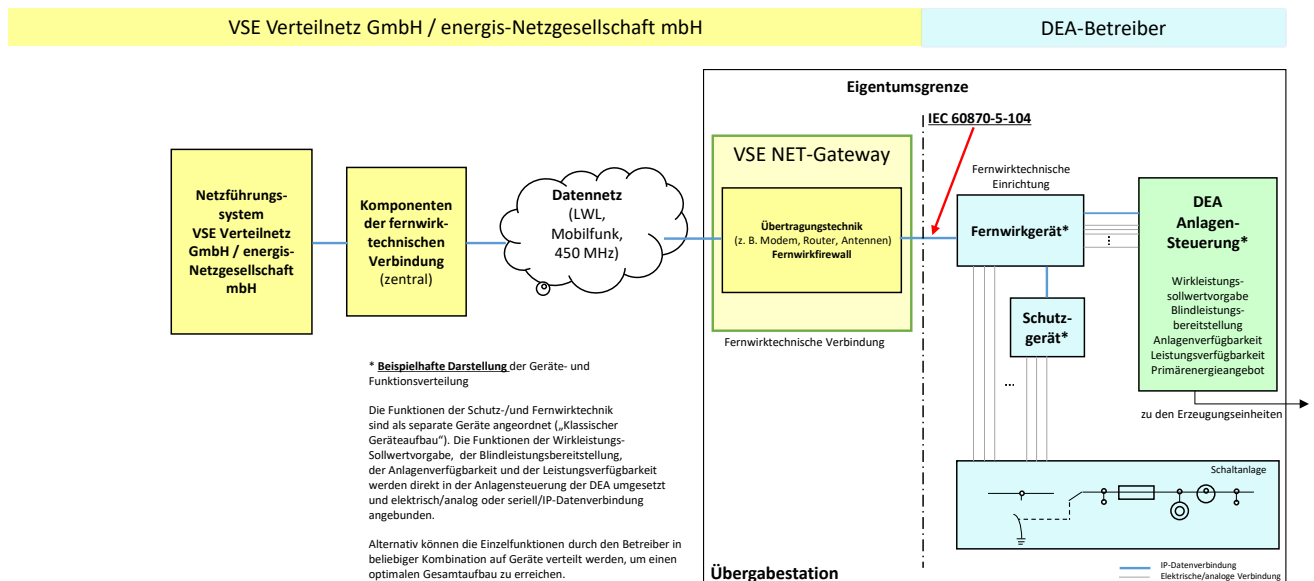 VSE Verteilnetz GmbH / energis-Netzgesellschaft mbH
DEA-Betreiber
Eigentumsgrenze
IEC 60870-5-104
Netzführungs-
system
VSE Verteilnetz
GmbH / energis-
Netzgesellschaft
mbH
Komponenten
der fernwirk-
technischen
Verbindung
(zentral)
Datennetz
(LWL,
Mobilfunk,
450 MHz)
VSE NET-Gateway
Übertragungstechnik
(z. B. Modem, Router, Antennen)
Fernwirkfirewall
Fernwirktechnische Verbindung
Fernwirktechnische
Einrichtung
Fernwirkgerät*
...
Schutz-
gerät*
...
DEA
Anlagen-
Steuerung*
Wirkleistungs-
sollwertvorgabe
Blindleistungs-
bereitstellung
Anlagenverfügbarkeit
Leistungsverfügbarkeit
Primärenergieangebot
zu den Erzeugungseinheiten
* Beispielhafte Darstellung der Geräte- und
Funktionsverteilung
Die Funktionen der Schutz-/und Fernwirktechnik
sind als separate Geräte angeordnet („Klassischer
Geräteaufbau“). Die Funktionen der Wirkleistungs-
Sollwertvorgabe, der Blindleistungsbereitstellung,
der Anlagenverfügbarkeit und der Leistungsverfügbarkeit
werden direkt in der Anlagensteuerung der DEA umgesetzt
und elektrisch/analog oder seriell/IP-Datenverbindung
angebunden.
Alternativ können die Einzelfunktionen durch den Betreiber in
beliebiger Kombination auf Geräte verteilt werden, um einen
optimalen Gesamtaufbau zu erreichen.
Schaltanlage
Übergabestation
IP-Datenverbindung
Elektrische/analoge Verbindung